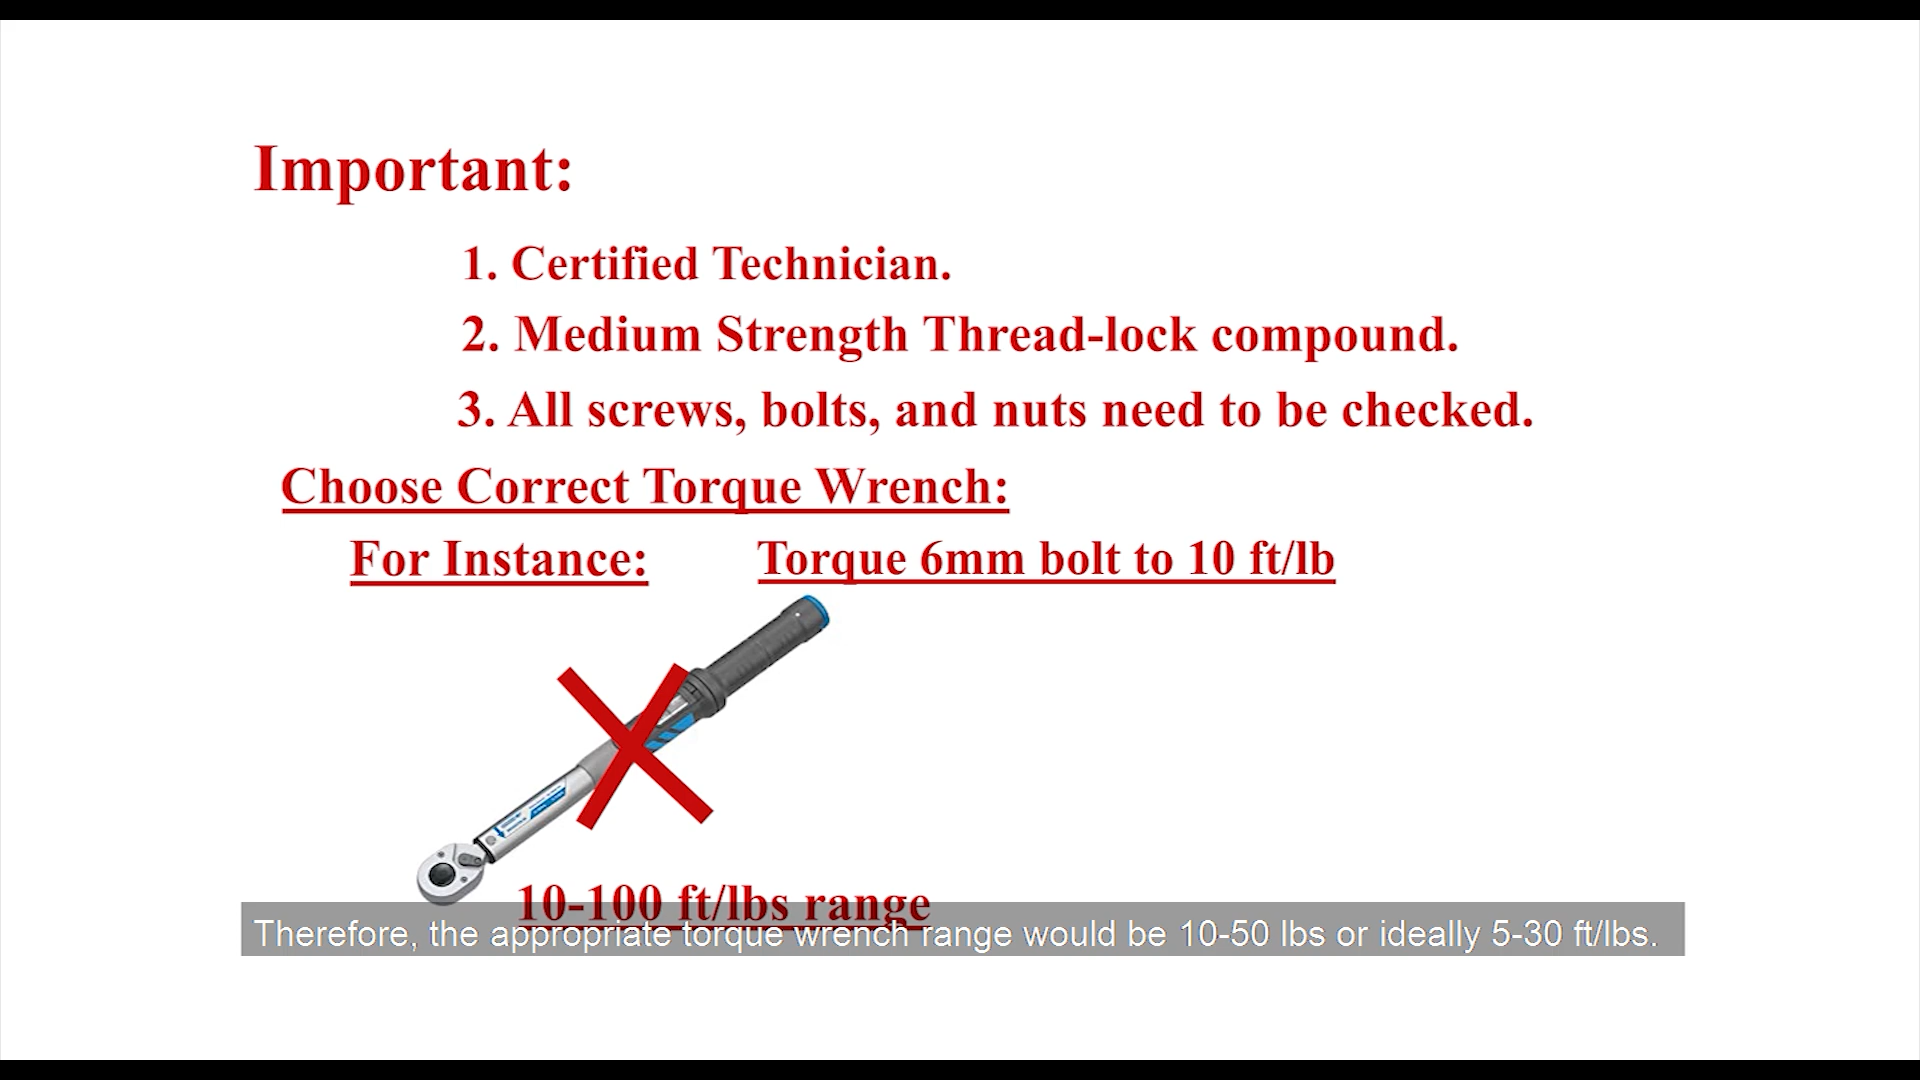 Important:
1. Certified Technician.
2. Medium Strength Thread-lock compound.
3. All screws, bolts, and nuts need to be checked.
Choose Correct Torque Wrench:
For Instance: Torque 6mm bolt to 10 ft/lb
10-100 ft/lbs range
Therefore, the appropriate torque wrench range would be 10-50 lbs or ideally 5-30 ft/lbs.